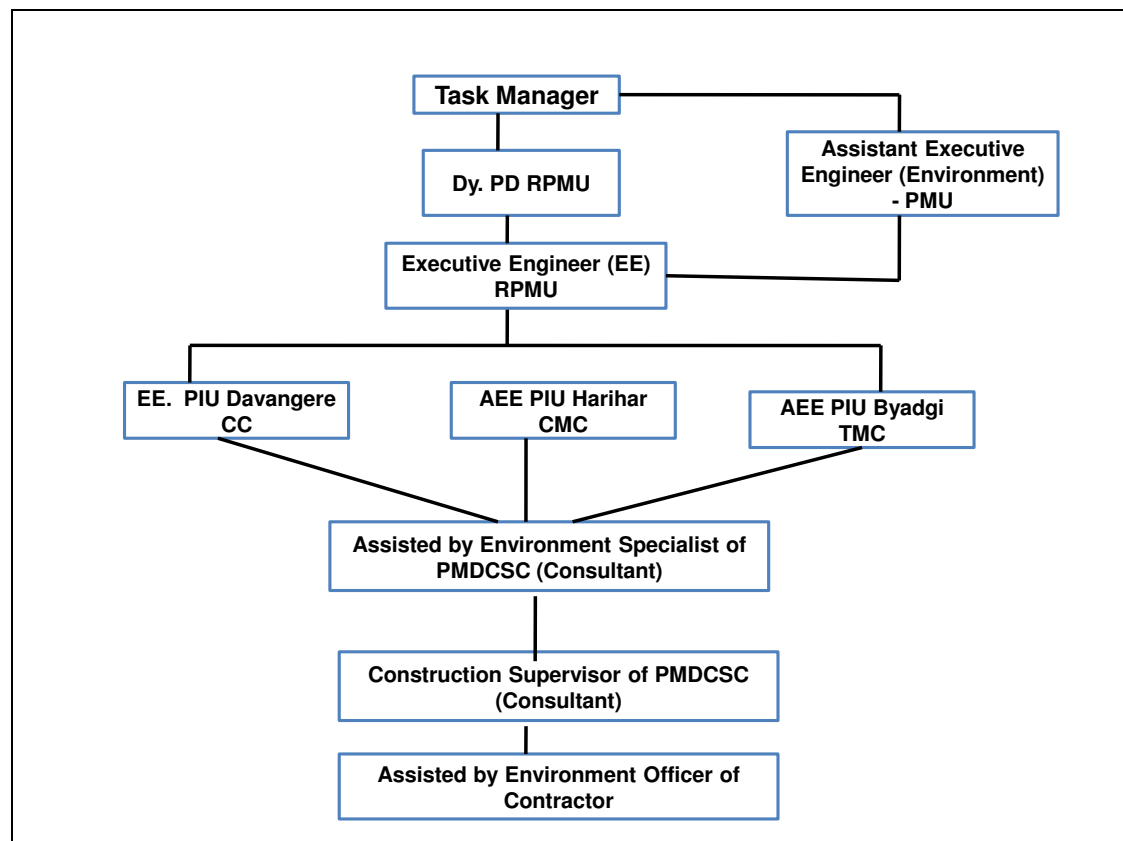 Task Manager
Assistant Executive
Engineer (Environment)
- PMU
Dy. PD RPMU
Executive Engineer (EE)
RPMU
EE. PIU Davangere
CC
AEE PIU Harihar
CMC
AEE PIU Byadgi
TMC
Assisted by Environment Specialist of
PMDCSC (Consultant)
Construction Supervisor of PMDCSC
(Consultant)
Assisted by Environment Officer of
Contractor